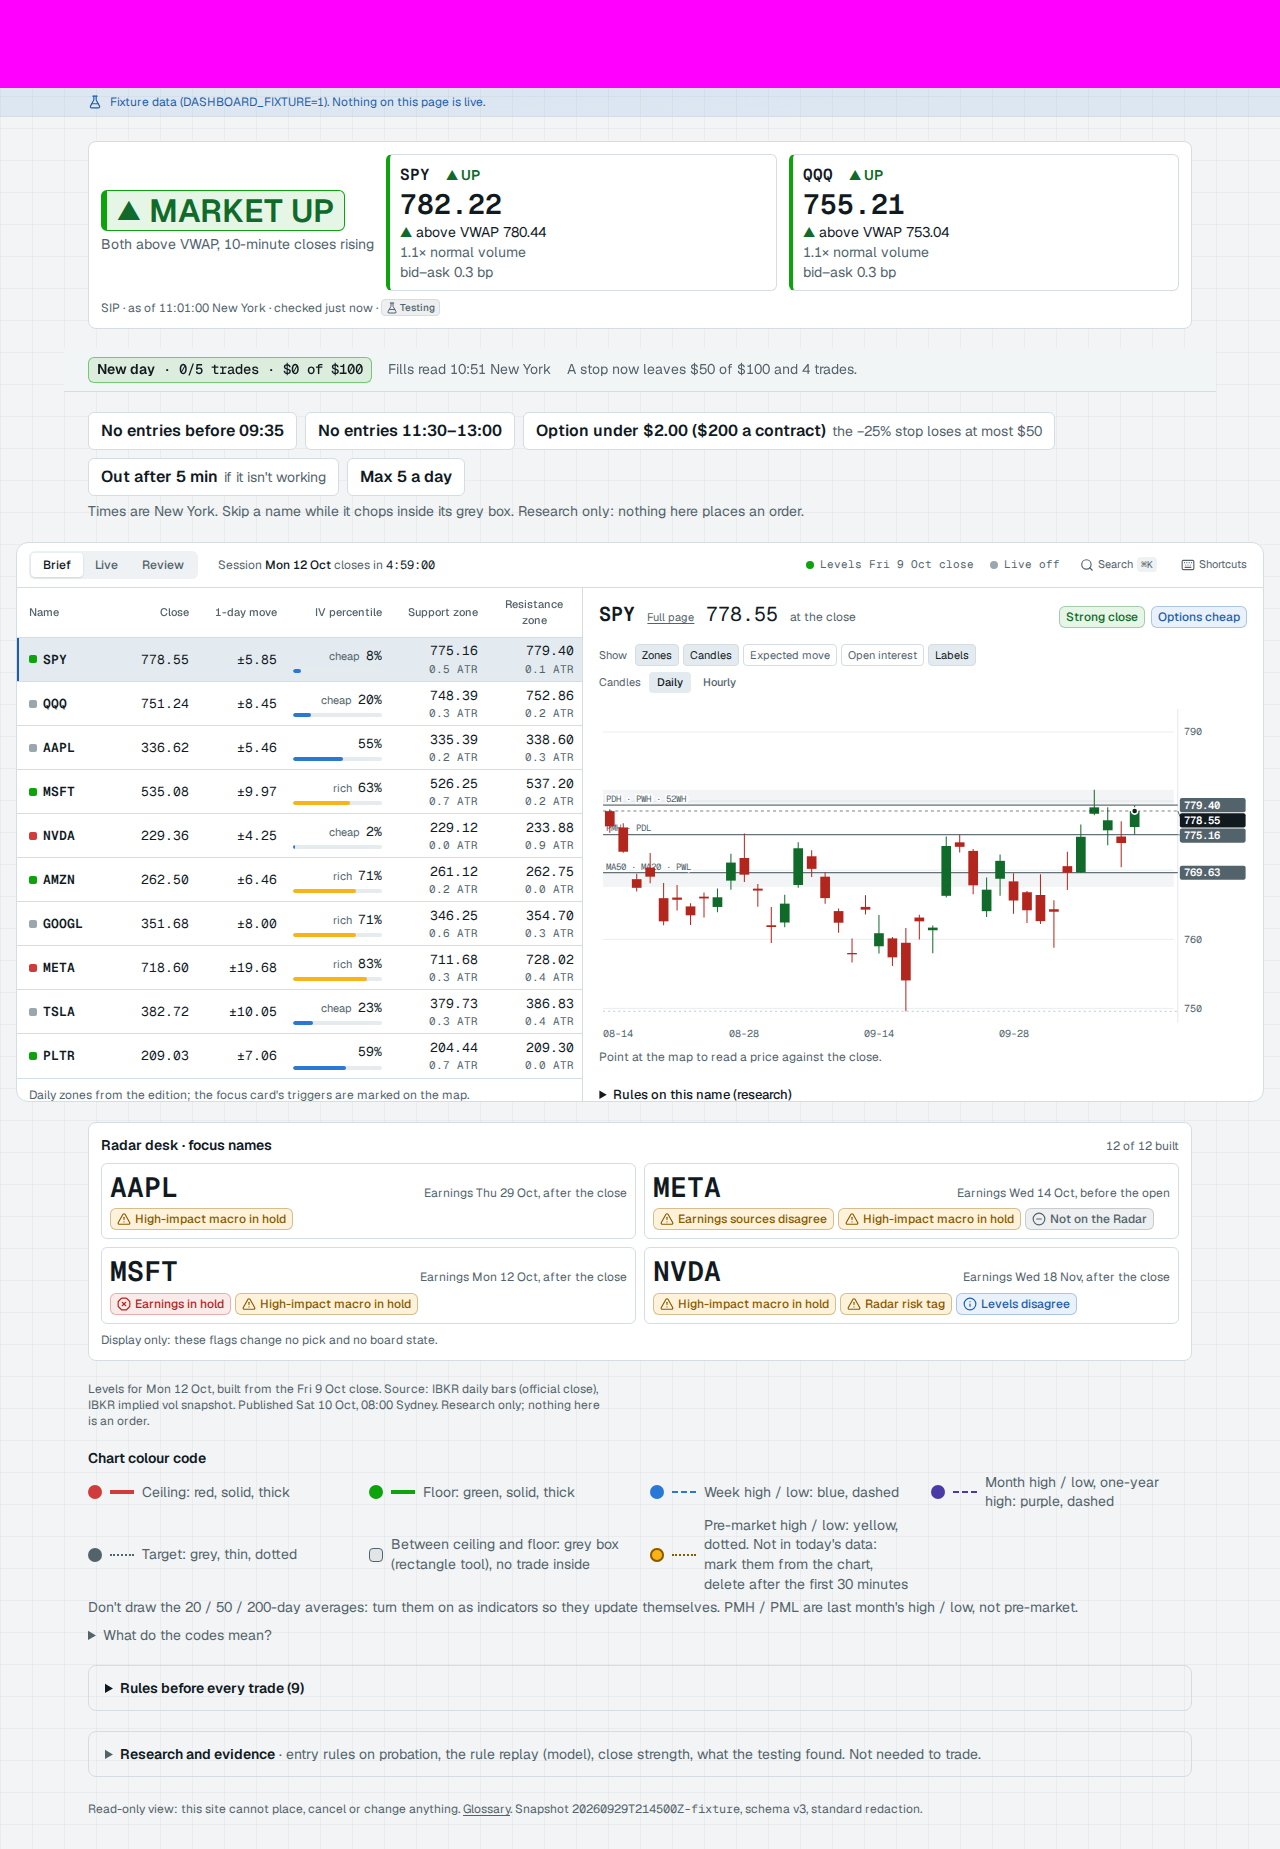 Fixture data (DASHBOARD_FIXTURE=1). Nothing on this page is live.
▲ MARKET UP
Both above VWAP, 10-minute closes rising
SPY ▲ UP
782.22
▲ above VWAP 780.44
1.1× normal volume
bid–ask 0.3 bp
QQQ ▲ UP
755.21
▲ above VWAP 753.04
1.1× normal volume
bid–ask 0.3 bp
SIP · as of 11:01:00 New York · checked just now · Testing
New day · 0/5 trades · $0 of $100 Fills read 10:51 New York A stop now leaves $50 of $100 and 4 trades.
No entries before 09:35 No entries 11:30–13:00 Option under $2.00 ($200 a contract) the −25% stop loses at most $50
Out after 5 min if it isn't working Max 5 a day
Times are New York. Skip a name while it chops inside its grey box. Research only: nothing here places an order.
Brief Live Review Session Mon 12 Oct closes in 4:59:00 Levels Fri 9 Oct close Live off Search ⌘K Shortcuts
Name Close 1-day move IV percentile Support zone Resistance zone
SPY 778.55 ±5.85 cheap 8% 775.16 779.40
0.5 ATR 0.1 ATR
QQQ 751.24 ±8.45 cheap 20% 748.39 752.86
0.3 ATR 0.2 ATR
AAPL 336.62 ±5.46 55% 335.39 338.60
0.2 ATR 0.3 ATR
MSFT 535.08 ±9.97 rich 63% 526.25 537.20
0.7 ATR 0.2 ATR
NVDA 229.36 ±4.25 cheap 2% 229.12 233.88
0.0 ATR 0.9 ATR
AMZN 262.50 ±6.46 rich 71% 261.12 262.75
0.2 ATR 0.0 ATR
GOOGL 351.68 ±8.00 rich 71% 346.25 354.70
0.6 ATR 0.3 ATR
META 718.60 ±19.68 rich 83% 711.68 728.02
0.3 ATR 0.4 ATR
TSLA 382.72 ±10.05 cheap 23% 379.73 386.83
0.3 ATR 0.4 ATR
PLTR 209.03 ±7.06 59% 204.44 209.30
0.7 ATR 0.0 ATR
Daily zones from the edition; the focus card's triggers are marked on the map.
SPY Full page 778.55 at the close Strong close Options cheap
Show Zones Candles Expected move Open interest Labels
Candles Daily Hourly
790
PDH · PWH · 52WH
779.40
778.55
PDL
775.16
MA50 · MA20 · PWL
769.63
760
750
08-14 08-28 09-14 09-28
Point at the map to read a price against the close.
▶ Rules on this name (research)
Radar desk · focus names 12 of 12 built
AAPL Earnings Thu 29 Oct, after the close
High-impact macro in hold
META Earnings Wed 14 Oct, before the open
Earnings sources disagree High-impact macro in hold Not on the Radar
MSFT Earnings Mon 12 Oct, after the close
Earnings in hold High-impact macro in hold
NVDA Earnings Wed 18 Nov, after the close
High-impact macro in hold Radar risk tag Levels disagree
Display only: these flags change no pick and no board state.
Levels for Mon 12 Oct, built from the Fri 9 Oct close. Source: IBKR daily bars (official close),
IBKR implied vol snapshot. Published Sat 10 Oct, 08:00 Sydney. Research only; nothing here
is an order.
Chart colour code
Ceiling: red, solid, thick
Floor: green, solid, thick
Week high / low: blue, dashed
Month high / low, one-year
high: purple, dashed
Target: grey, thin, dotted
Between ceiling and floor: grey box
(rectangle tool), no trade inside
Pre-market high / low: yellow,
dotted. Not in today's data:
mark them from the chart,
delete after the first 30 minutes
Don't draw the 20 / 50 / 200-day averages: turn them on as indicators so they update themselves. PMH / PML are last month's high / low, not pre-market.
▶ What do the codes mean?
▶ Rules before every trade (9)
▶ Research and evidence · entry rules on probation, the rule replay (model), close strength, what the testing found. Not needed to trade.
Read-only view: this site cannot place, cancel or change anything. Glossary. Snapshot 20260929T214500Z-fixture, schema v3, standard redaction.